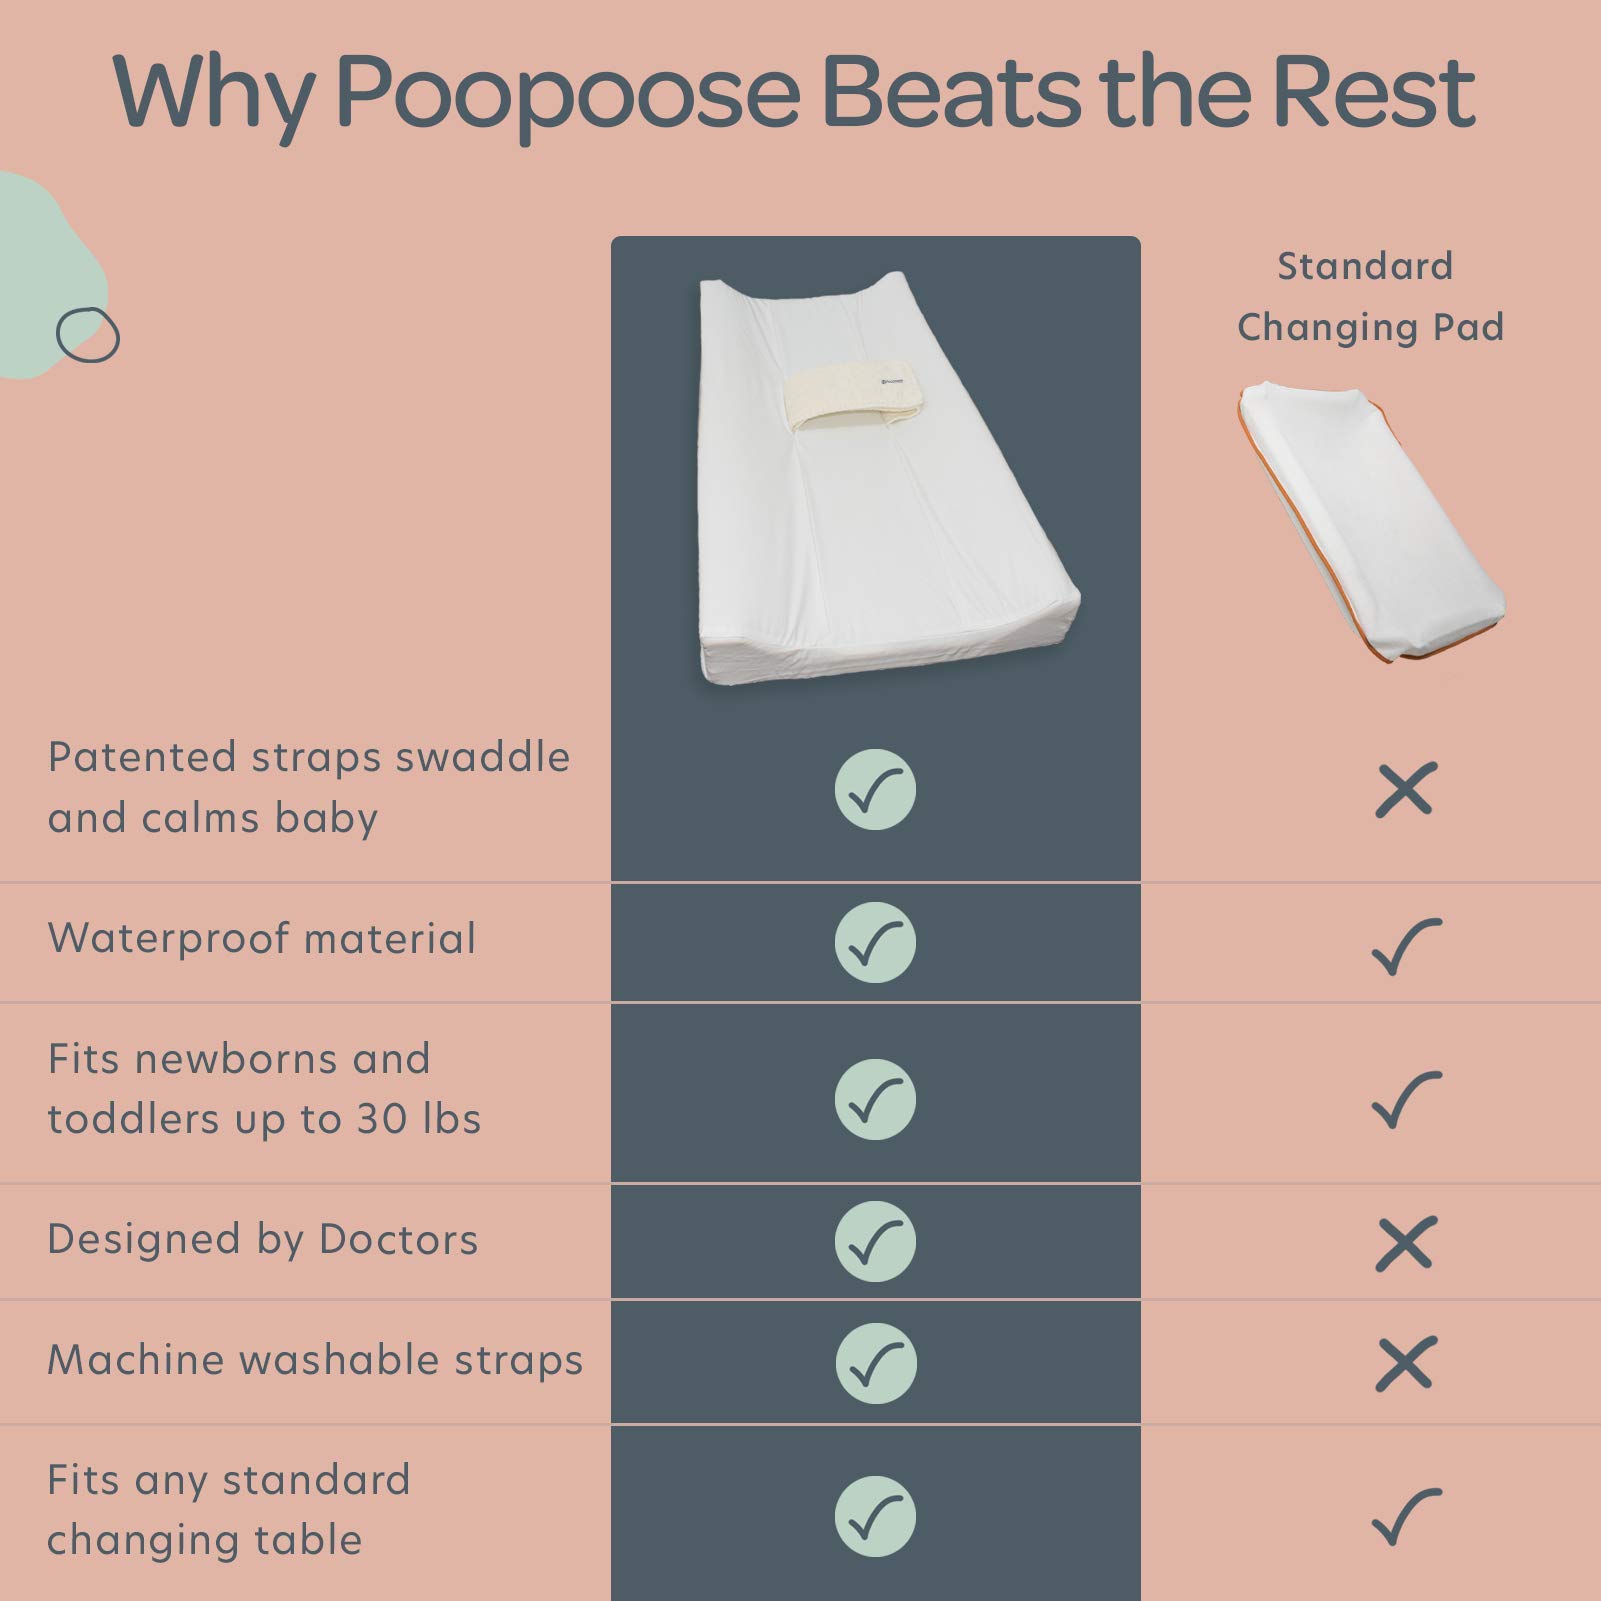 Why Poopoose Beats the Rest
Standard
Changing Pad
Patented straps swaddle
and calms baby
Waterproof material
Fits newborns and
toddlers up to 30 lbs
Designed by Doctors
Machine washable straps
Fits any standard
changing table